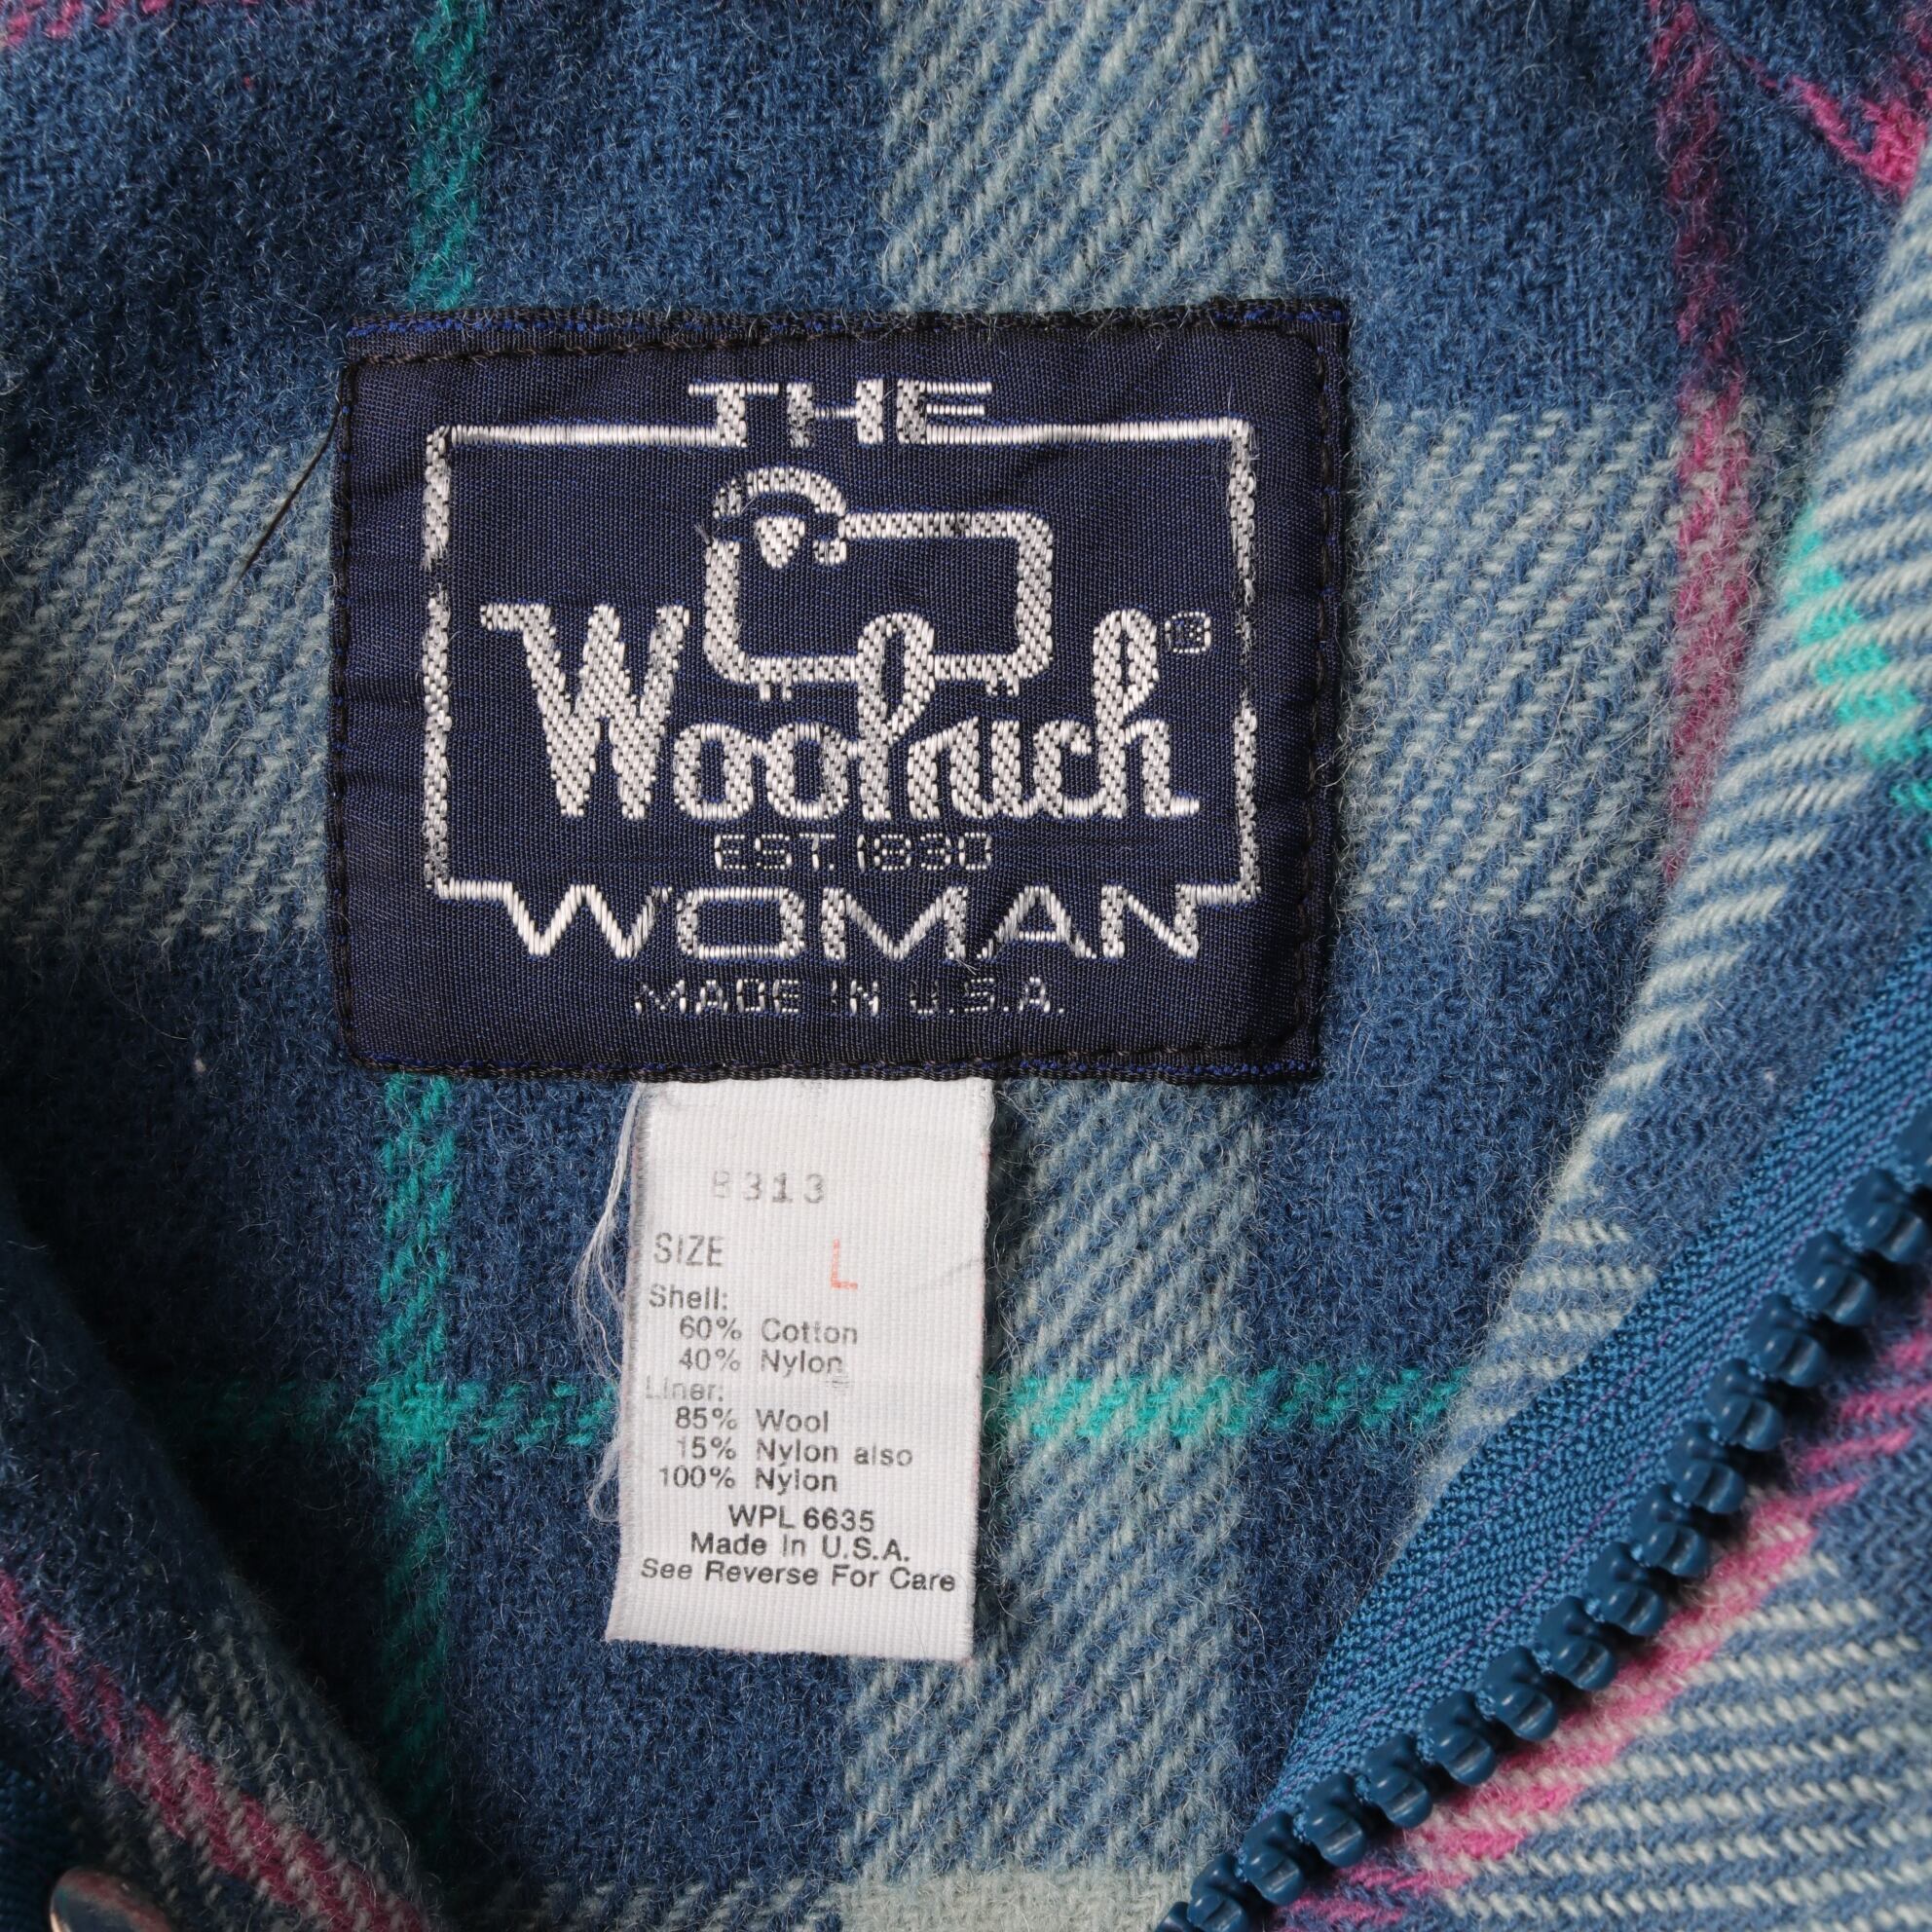 THE
Woolrich®
EST. 1830
WOMAN
MADE IN U.S.A.
8313
SIZE L
Shell:
60% Cotton
40% Nylon
Liner:
85% Wool
15% Nylon also
100% Nylon
WPL 6635
Made In U.S.A.
See Reverse For Care